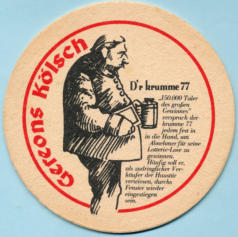 Gereons Kölsch
D'r krumme 77
„150.000 Taler
des großen
Gewinnes"
versprach der
krumme 77
jedem fest in
in die Hand, um
Abnehmer für seine
Lotterie-Lose zu
gewinnen.
Häufig soll er,
als zudringlicher Ver-
käufer der Haustür
verwiesen, durchs
Fenster wieder
eingestiegen
sein.